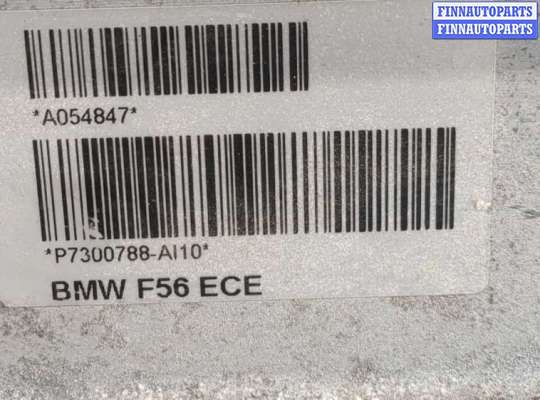 FINNAUTOPARTS
FINNAUTOPARTS
*A054847*
*P7300788-AI10*
BMW F56 ECE